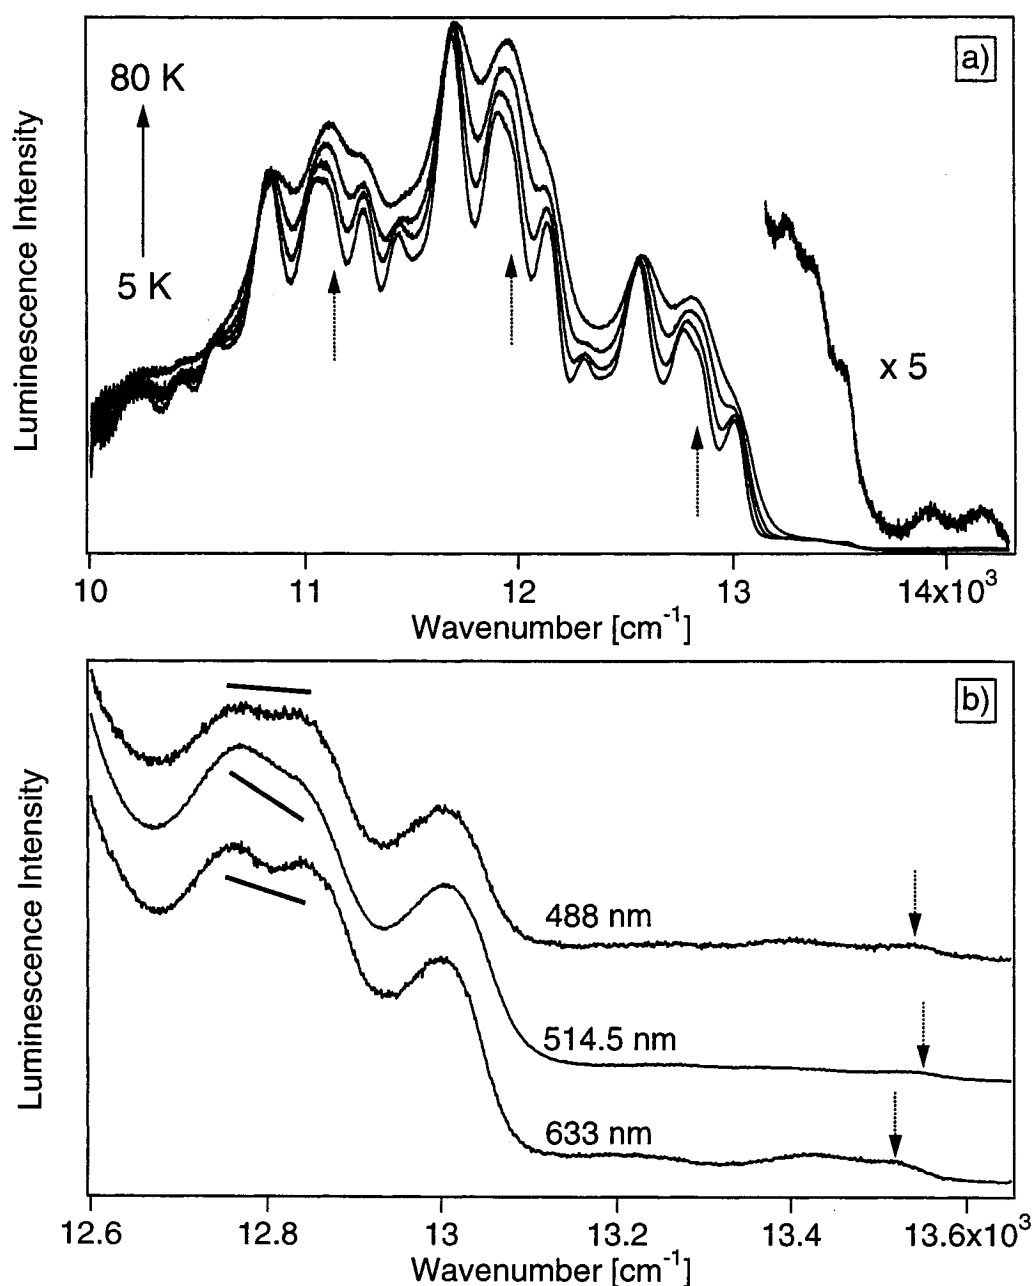 a)
80 K
5 K
x 5
Luminescence Intensity
10 11 12 13 14x10³
Wavenumber [cm⁻¹]
b)
488 nm
514.5 nm
633 nm
Luminescence Intensity
12.6 12.8 13 13.2 13.4 13.6x10³
Wavenumber [cm⁻¹]